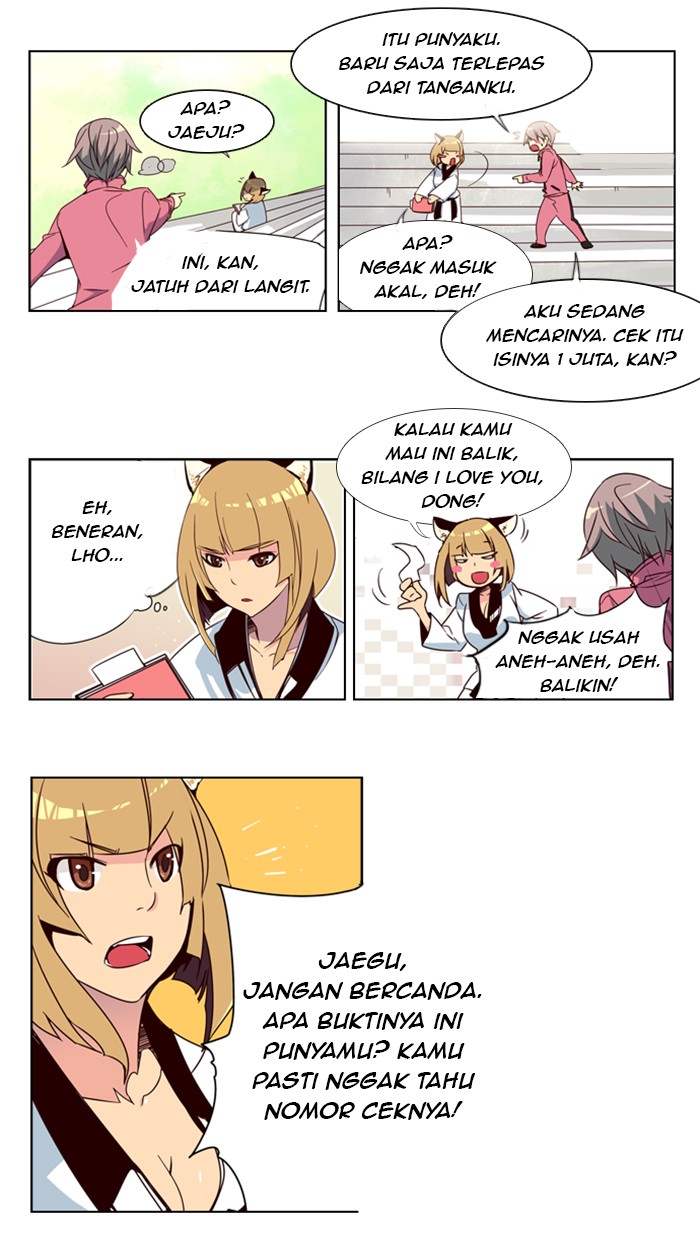 APA?
JAEJU?
INI, KAN,
JATUH DARI LANGIT.
ITU PUNYAKU.
BARU SAJA TERLEPAS
DARI TANGANKU.
APA?
NGGAK MASUK
AKAL, DEH!
AKU SEDANG
MENCARINYA. CEK ITU
ISINYA 1 JUTA, KAN?
EH,
BENERAN,
LHO...
KALAU KAMU
MAU INI BALIK,
BILANG I LOVE YOU,
DONG!
NGGAK USAH
ANEH-ANEH, DEH.
BALIKIN!
JAEGU,
JANGAN BERCANDA.
APA BUKTINYA INI
PUNYAMU? KAMU
PASTI NGGAK TAHU
NOMOR CEKNYA!